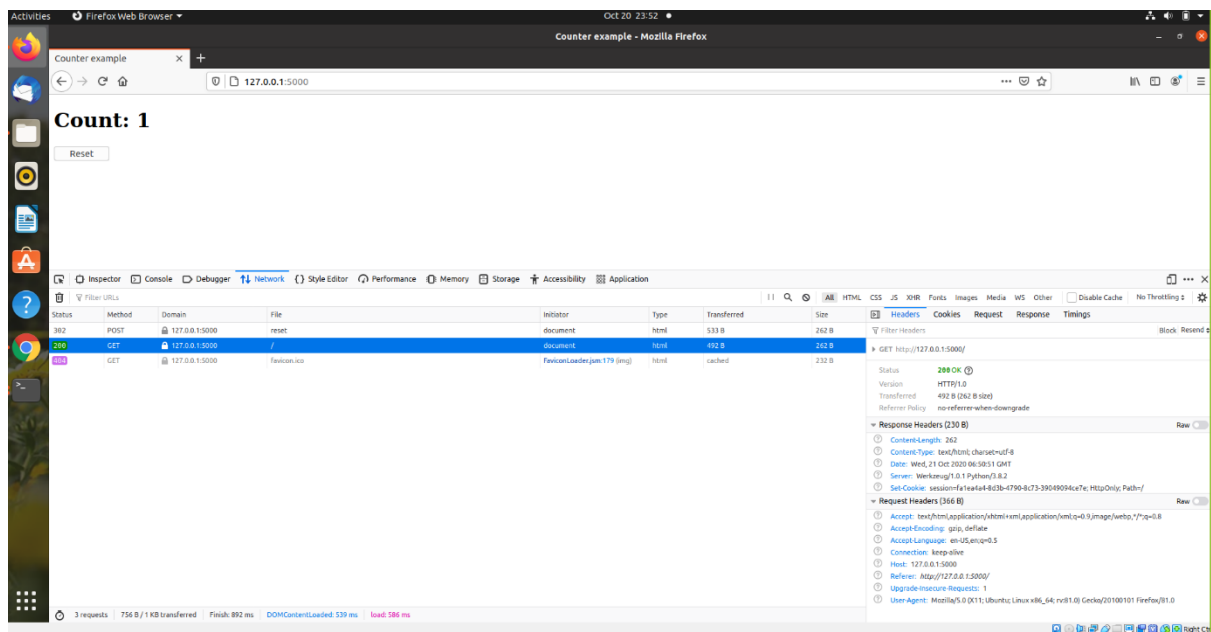 Activities Firefox Web Browser Oct 20 23:52
Counter example - Mozilla Firefox
Counter example
127.0.0.1:5000
Count: 1
Reset
Inspector Console Debugger Network Style Editor Performance Memory Storage Accessibility Application
Filter URLs All HTML CSS JS XHR Fonts Images Media WS Other Disable Cache No Throttling
Status Method Domain File Initiator Type Transferred Size
302 POST 127.0.0.1:5000 reset document html 533 B 262 B
200 GET 127.0.0.1:5000 / document html 492 B 262 B
404 GET 127.0.0.1:5000 favicon.ico FaviconLoader.jsm:179 (img) html cached 232 B
Headers Cookies Request Response Timings
Filter Headers Block Resend
GET http://127.0.0.1:5000/
Status 200 OK
Version HTTP/1.0
Transferred 492 B (262 B size)
Referrer Policy no-referrer-when-downgrade
Response Headers (230 B) Raw
Content-Length: 262
Content-Type: text/html; charset=utf-8
Date: Wed, 21 Oct 2020 06:50:51 GMT
Server: Werkzeug/1.0.1 Python/3.8.2
Set-Cookie: session=fa1ea4a4-8d3b-4790-8c73-39049094ce7e; HttpOnly; Path=/
Request Headers (366 B) Raw
Accept: text/html,application/xhtml+xml,application/xml;q=0.9,image/webp,*/*;q=0.8
Accept-Encoding: gzip, deflate
Accept-Language: en-US,en;q=0.5
Connection: keep-alive
Host: 127.0.0.1:5000
Referer: http://127.0.0.1:5000/
Upgrade-Insecure-Requests: 1
User-Agent: Mozilla/5.0 (X11; Ubuntu; Linux x86_64; rv:81.0) Gecko/20100101 Firefox/81.0
3 requests 756 B / 1 KB transferred Finish: 892 ms DOMContentLoaded: 539 ms load: 586 ms
Right Ct